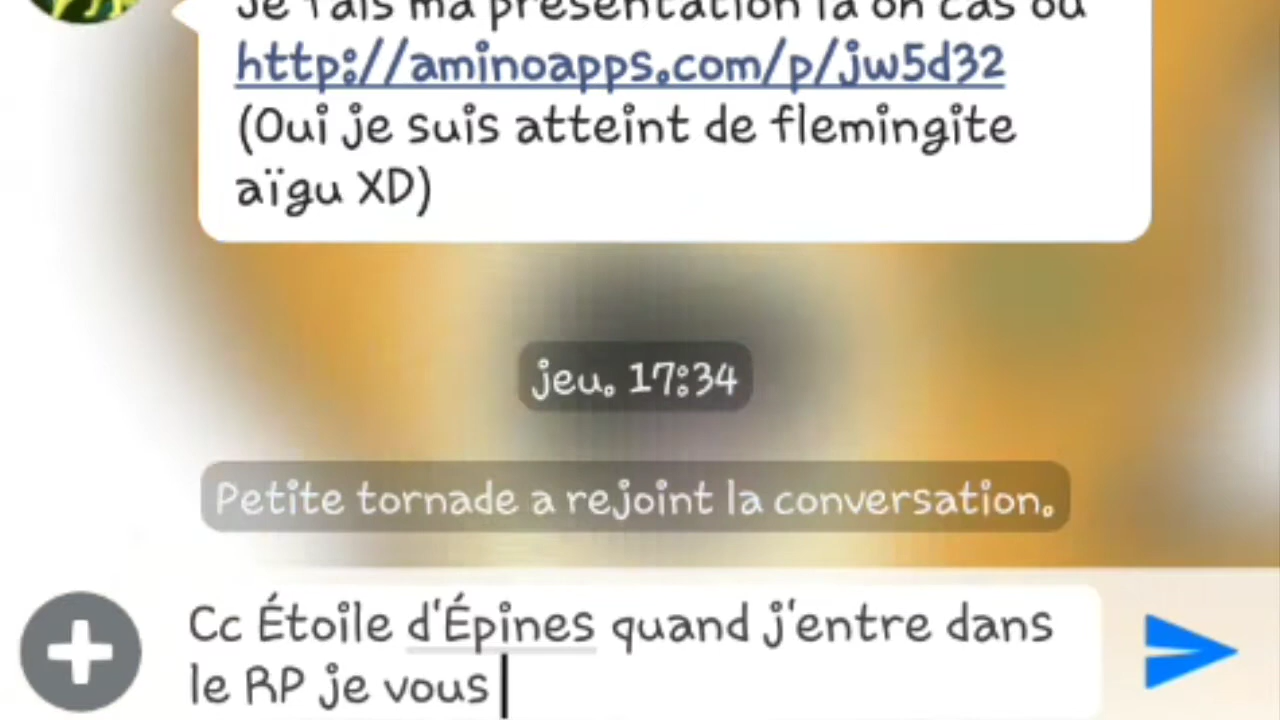 Je fais ma présentation là on cas où
http://aminoapps.com/p/jw5d32
(Oui je suis atteint de flemingite
aïgu XD)
jeu. 17:34
Petite tornade a rejoint la conversation.
Cc Étoile d'Épines quand j'entre dans
le RP je vous